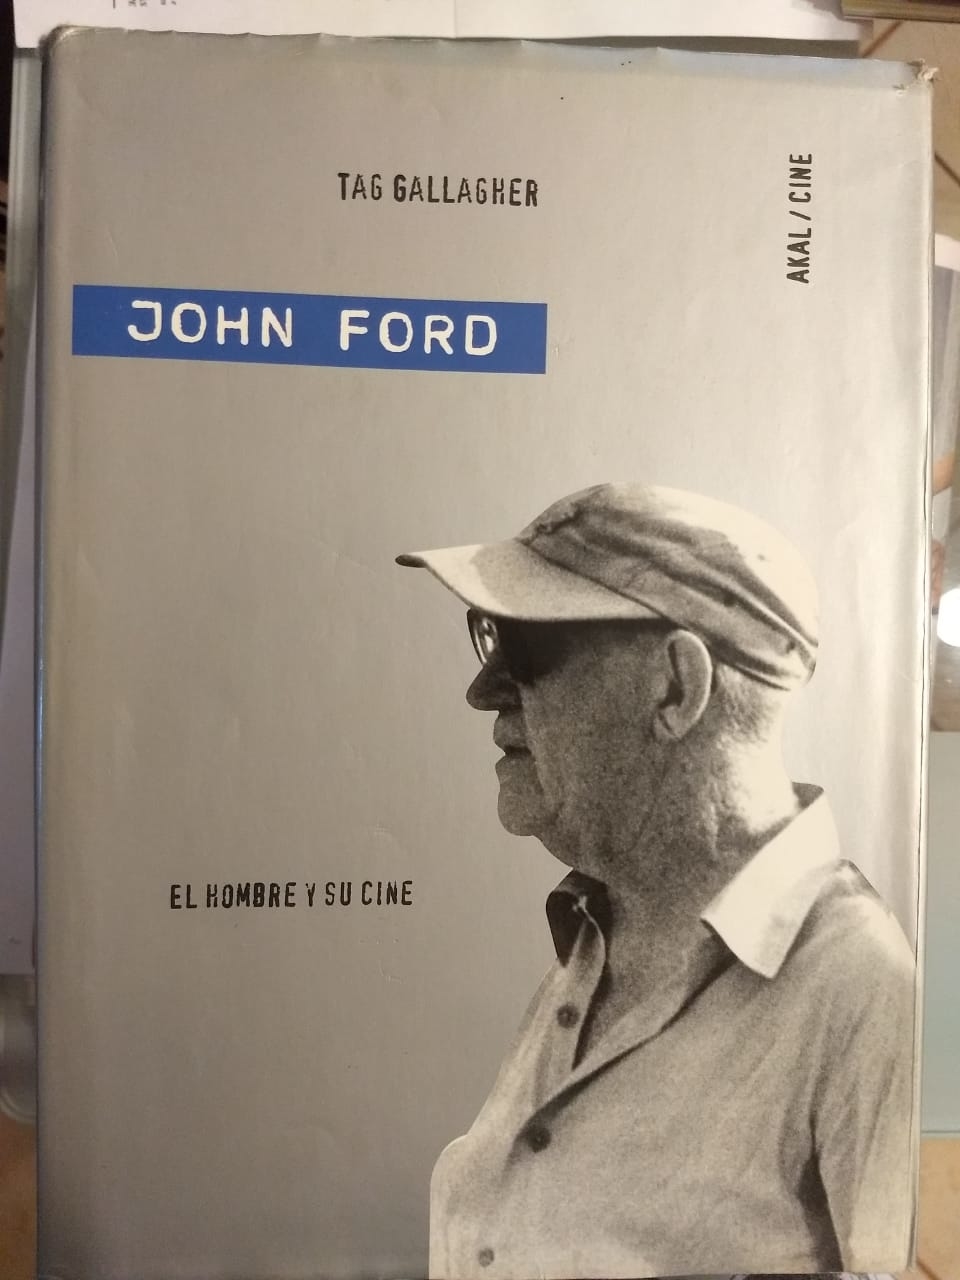 TAG GALLAGHER
AKAL / CINE
JOHN FORD
EL HOMBRE Y SU CINE